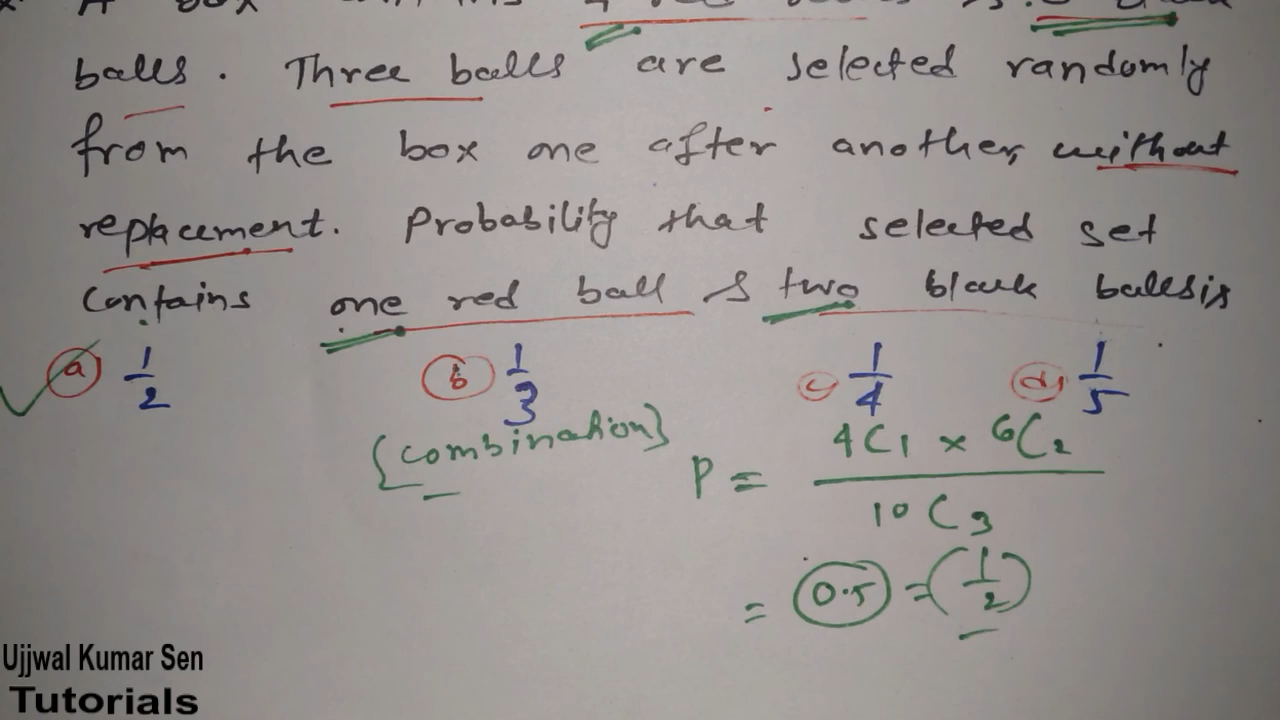 A box
balls. Three balls are selected randomly
from the box one after another, without
replacement. Probability that selected set
Contains one red ball & two black balls is
(a) 1/2 (b) 1/3 (c) 1/4 (d) 1/5
{combination} P = 4C1 × 6C2 / 10C3
= 0.5 = (1/2)
Ujjwal Kumar Sen
Tutorials